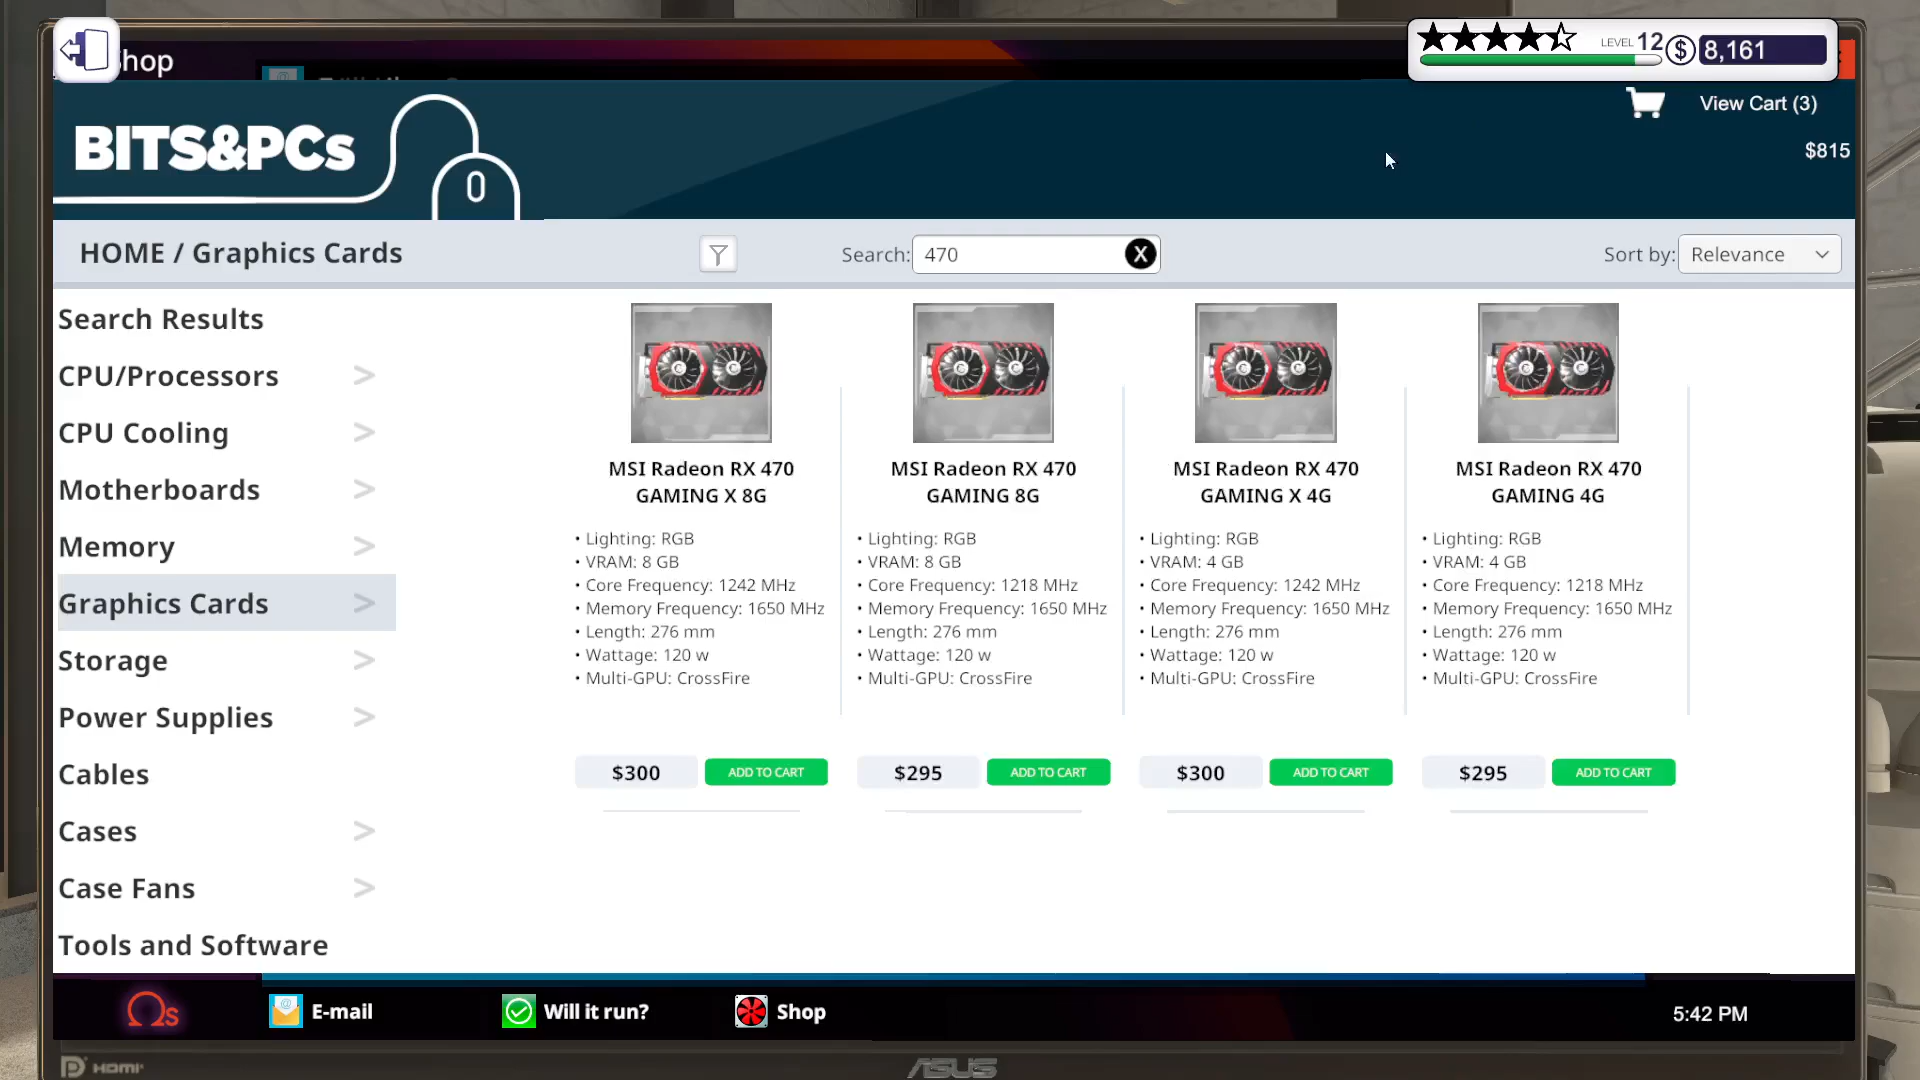 Shop
LEVEL 12
$ 8,161
BITS&PCs
View Cart (3)
$815
HOME / Graphics Cards
Search: 470
X
Sort by: Relevance
Search Results
CPU/Processors >
CPU Cooling >
Motherboards >
Memory >
Graphics Cards >
Storage >
Power Supplies >
Cables
Cases >
Case Fans >
Tools and Software
MSI Radeon RX 470
GAMING X 8G
• Lighting: RGB
• VRAM: 8 GB
• Core Frequency: 1242 MHz
• Memory Frequency: 1650 MHz
• Length: 276 mm
• Wattage: 120 w
• Multi-GPU: CrossFire
$300 ADD TO CART
MSI Radeon RX 470
GAMING 8G
• Lighting: RGB
• VRAM: 8 GB
• Core Frequency: 1218 MHz
• Memory Frequency: 1650 MHz
• Length: 276 mm
• Wattage: 120 w
• Multi-GPU: CrossFire
$295 ADD TO CART
MSI Radeon RX 470
GAMING X 4G
• Lighting: RGB
• VRAM: 4 GB
• Core Frequency: 1242 MHz
• Memory Frequency: 1650 MHz
• Length: 276 mm
• Wattage: 120 w
• Multi-GPU: CrossFire
$300 ADD TO CART
MSI Radeon RX 470
GAMING 4G
• Lighting: RGB
• VRAM: 4 GB
• Core Frequency: 1218 MHz
• Memory Frequency: 1650 MHz
• Length: 276 mm
• Wattage: 120 w
• Multi-GPU: CrossFire
$295 ADD TO CART
Ωs
E-mail
Will it run?
Shop
5:42 PM
HDMI
ASUS